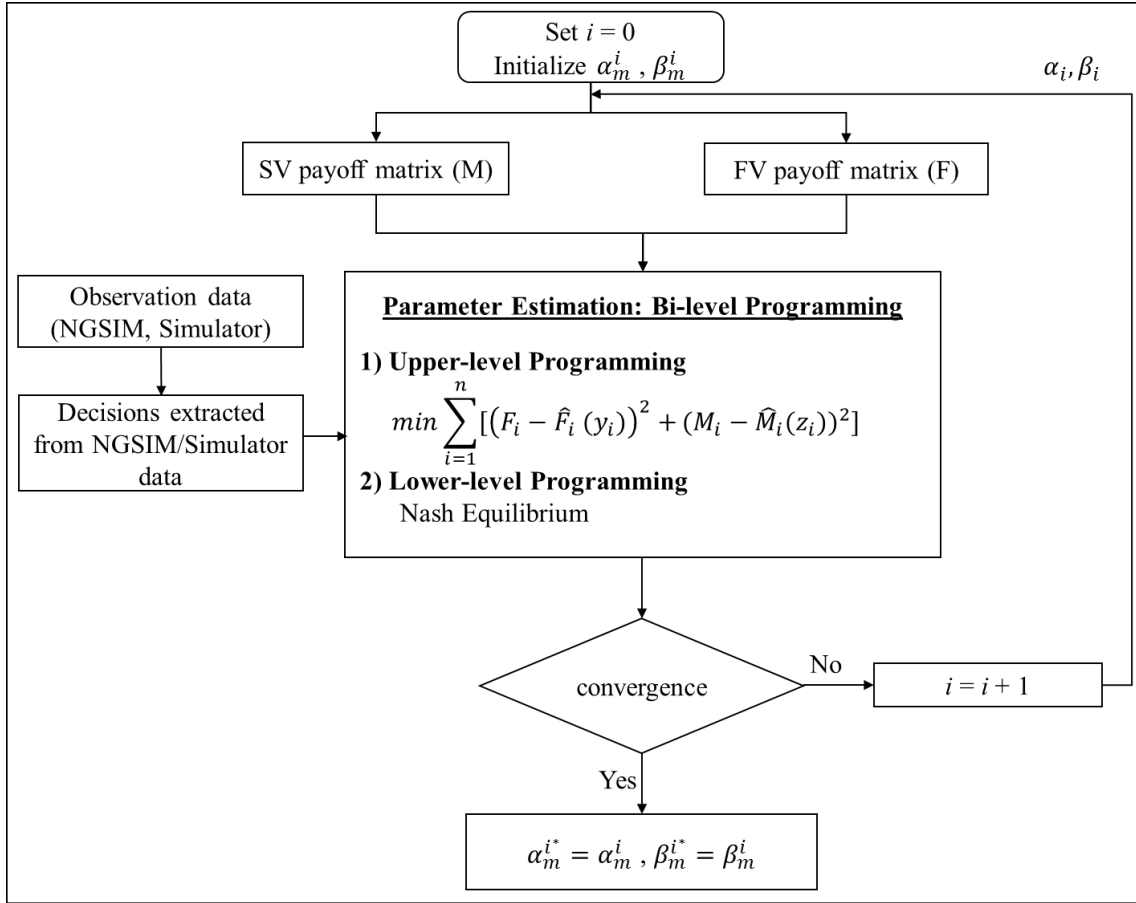 Set i = 0
Initialize α_m^i , β_m^i
α_i, β_i
SV payoff matrix (M)
FV payoff matrix (F)
Observation data
(NGSIM, Simulator)
Decisions extracted
from NGSIM/Simulator
data
Parameter Estimation: Bi-level Programming
1) Upper-level Programming
min ∑_{i=1}^{n} [(F_i − F̂_i (y_i))^2 + (M_i − M̂_i(z_i))^2]
2) Lower-level Programming
Nash Equilibrium
convergence
No
i = i + 1
Yes
α_m^{i*} = α_m^i , β_m^{i*} = β_m^i